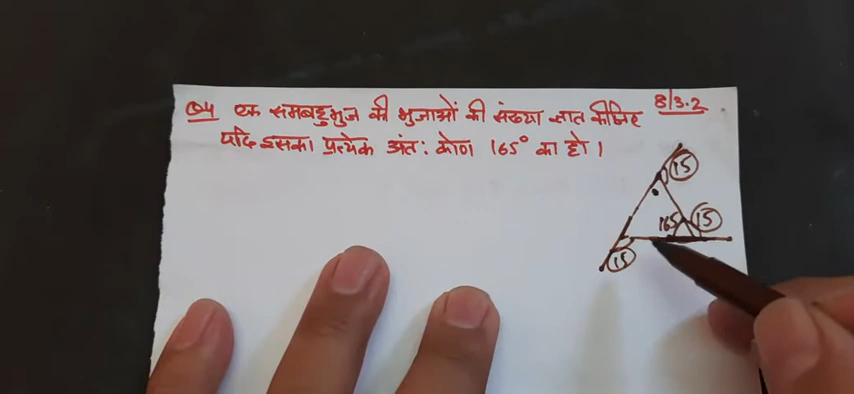 Q4 एक समबहुभुज की भुजाओं की संख्या ज्ञात कीजिए 8/3.2
यदि इसका प्रत्येक अंतः कोण 165° का हो।
15
165 15
15